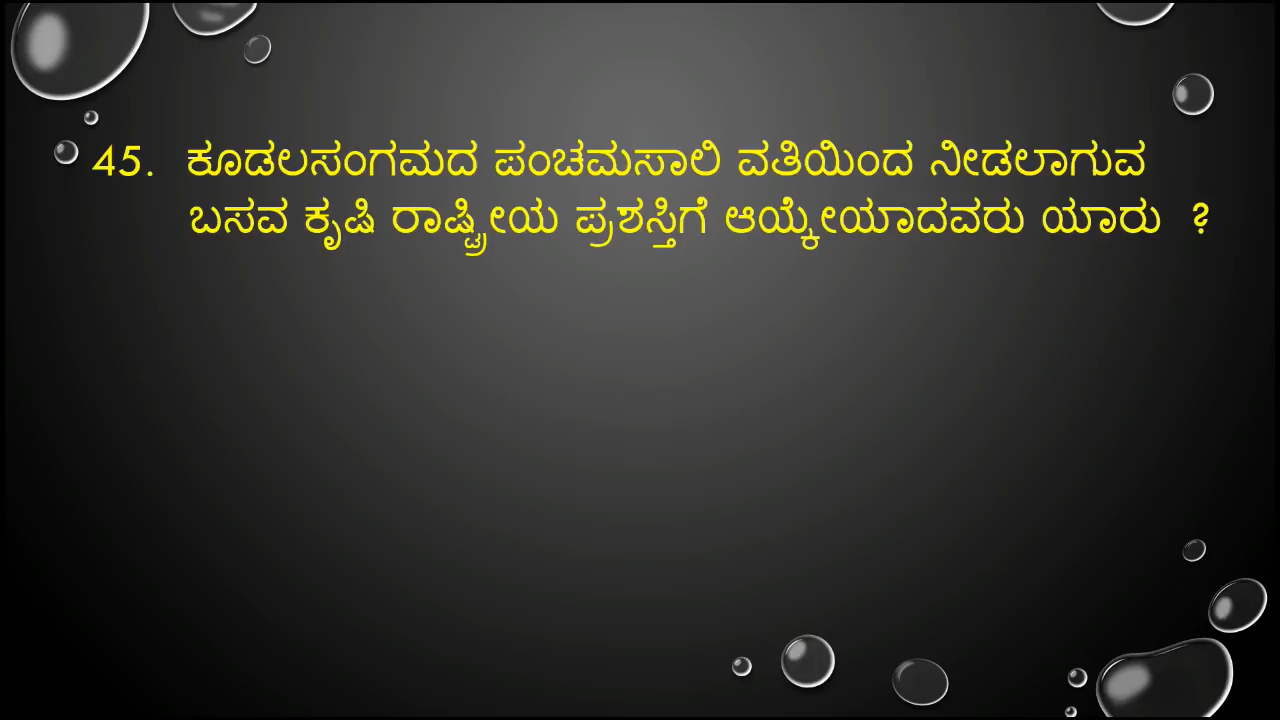 45. ಕೂಡಲಸಂಗಮದ ಪಂಚಮಸಾಲಿ ವತಿಯಿಂದ ನೀಡಲಾಗುವ
ಬಸವ ಕೃಷಿ ರಾಷ್ಟ್ರೀಯ ಪ್ರಶಸ್ತಿಗೆ ಆಯ್ಕೇಯಾದವರು ಯಾರು ?